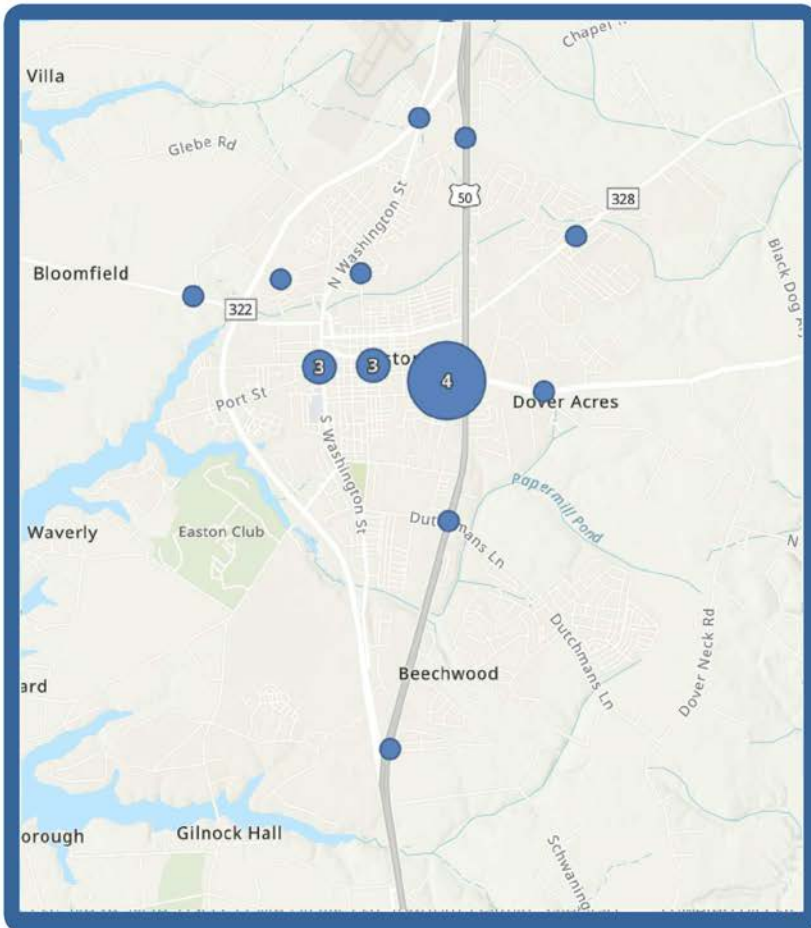 Chapel
Villa
Glebe Rd
50
328
N Washington St
Black Dog
Bloomfield
322
3
3
ston
4
Port St
Dover Acres
S Washington St
Papermill Pond
Waverly
Easton Club
Dutchmans Ln
N
Dutchmans Ln
Dover Neck Rd
Beechwood
ard
orough
Gilnock Hall
Schwaning